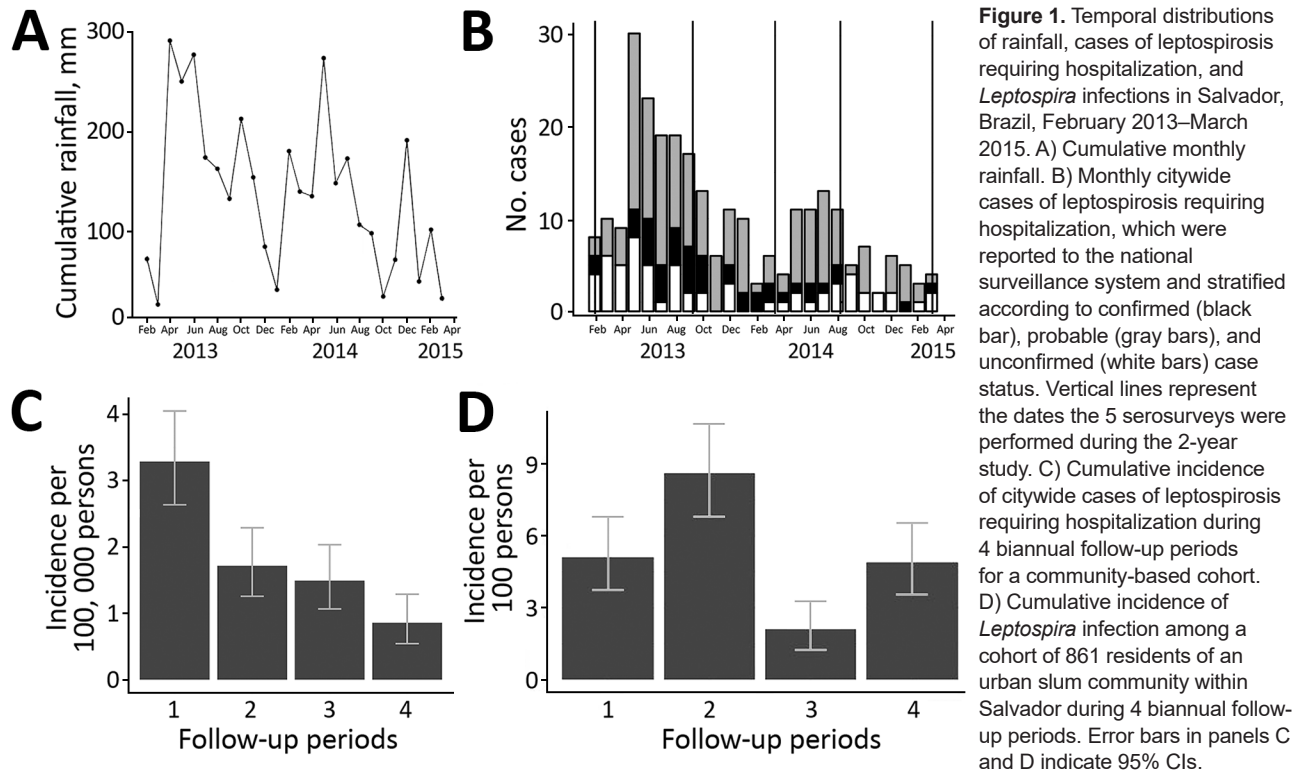 A
Cumulative rainfall, mm
300
200
100
0
Feb Apr Jun Aug Oct Dec Feb Apr Jun Aug Oct Dec Feb Apr
2013 2014 2015
B
No. cases
30
20
10
0
Feb Apr Jun Aug Oct Dec Feb Apr Jun Aug Oct Dec Feb Apr
2013 2014 2015
C
Incidence per
100, 000 persons
4
3
2
1
0
1 2 3 4
Follow-up periods
D
Incidence per
100 persons
9
6
3
0
1 2 3 4
Follow-up periods
Figure 1. Temporal distributions
of rainfall, cases of leptospirosis
requiring hospitalization, and
Leptospira infections in Salvador,
Brazil, February 2013–March
2015. A) Cumulative monthly
rainfall. B) Monthly citywide
cases of leptospirosis requiring
hospitalization, which were
reported to the national
surveillance system and stratified
according to confirmed (black
bar), probable (gray bars), and
unconfirmed (white bars) case
status. Vertical lines represent
the dates the 5 serosurveys were
performed during the 2-year
study. C) Cumulative incidence
of citywide cases of leptospirosis
requiring hospitalization during
4 biannual follow-up periods
for a community-based cohort.
D) Cumulative incidence of
Leptospira infection among a
cohort of 861 residents of an
urban slum community within
Salvador during 4 biannual follow-
up periods. Error bars in panels C
and D indicate 95% CIs.